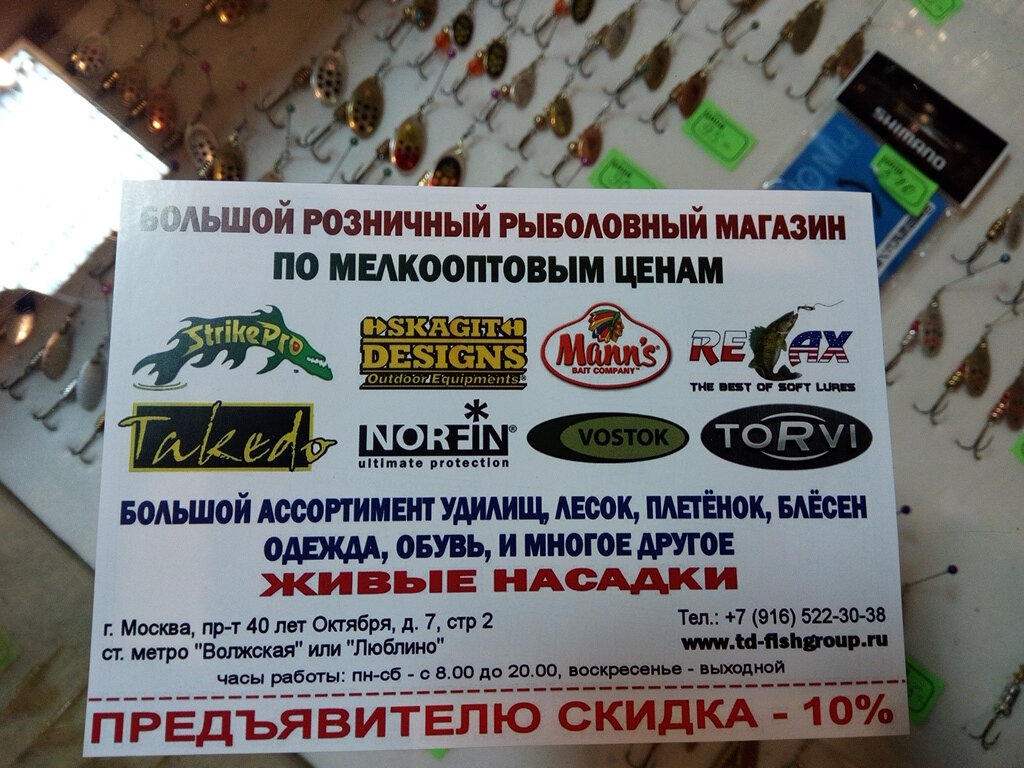 БОЛЬШОЙ РОЗНИЧНЫЙ РЫБОЛОВНЫЙ МАГАЗИН
ПО МЕЛКООПТОВЫМ ЦЕНАМ
StrikePro
SKAGIT
DESIGNS
Outdoor Equipments®
Mann's
BAIT COMPANY™
RELAX
THE BEST OF SOFT LURES
Takedo
NORFIN®
ultimate protection
VOSTOK
TORVI
БОЛЬШОЙ АССОРТИМЕНТ УДИЛИЩ, ЛЕСОК, ПЛЕТЁНОК, БЛЁСЕН
ОДЕЖДА, ОБУВЬ, И МНОГОЕ ДРУГОЕ
ЖИВЫЕ НАСАДКИ
г. Москва, пр-т 40 лет Октября, д. 7, стр 2
ст. метро "Волжская" или "Люблино"
Тел.: +7 (916) 522-30-38
www.td-fishgroup.ru
часы работы: пн-сб - с 8.00 до 20.00, воскресенье - выходной
ПРЕДЪЯВИТЕЛЮ СКИДКА - 10%
SHIMANO